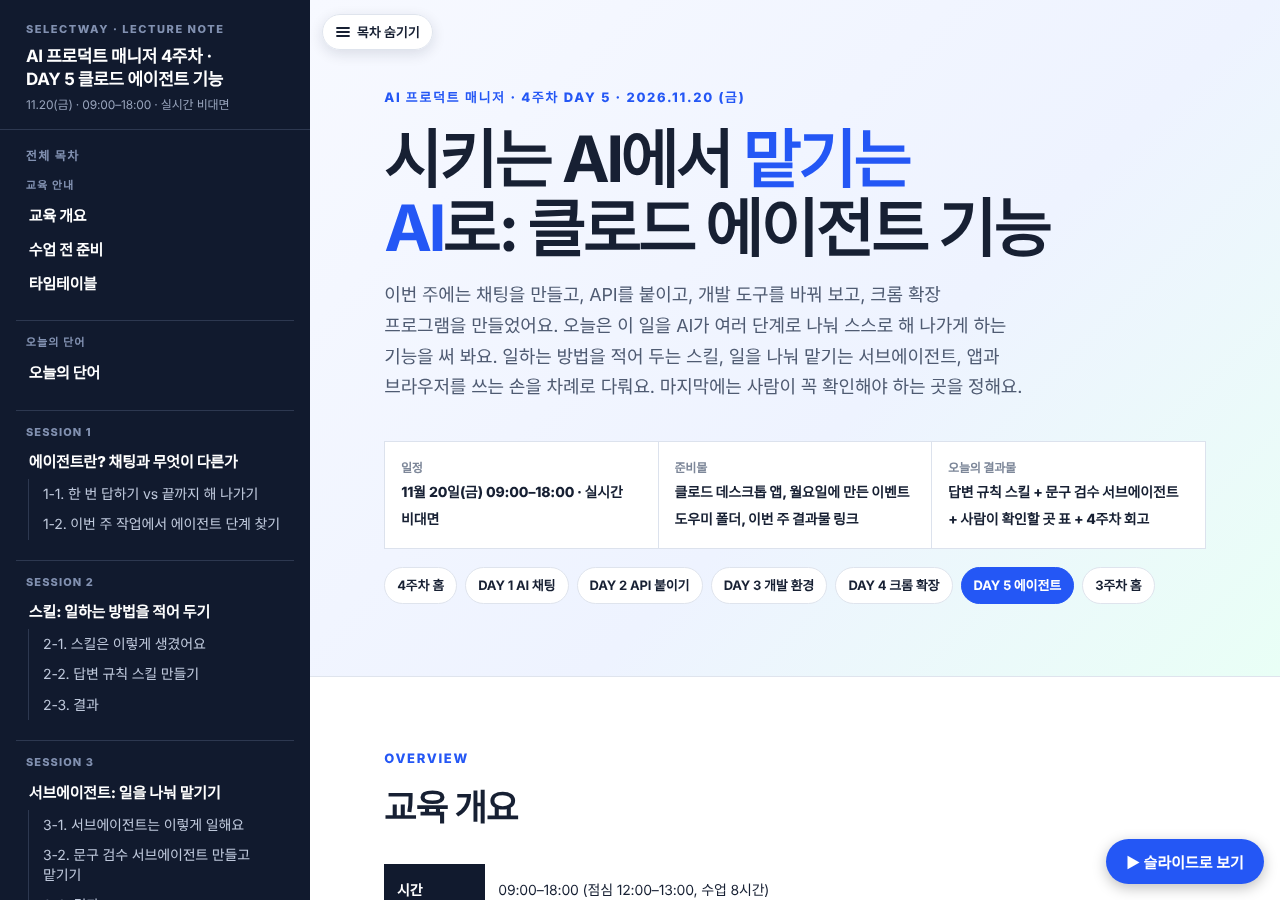 SELECTWAY · LECTURE NOTE
AI 프로덕트 매니저 4주차 ·
DAY 5 클로드 에이전트 기능
11.20(금) · 09:00–18:00 · 실시간 비대면
전체 목차
교육 안내
교육 개요
수업 전 준비
타임테이블
오늘의 단어
오늘의 단어
SESSION 1
에이전트란? 채팅과 무엇이 다른가
1-1. 한 번 답하기 vs 끝까지 해 나가기
1-2. 이번 주 작업에서 에이전트 단계 찾기
SESSION 2
스킬: 일하는 방법을 적어 두기
2-1. 스킬은 이렇게 생겼어요
2-2. 답변 규칙 스킬 만들기
2-3. 결과
SESSION 3
서브에이전트: 일을 나눠 맡기기
3-1. 서브에이전트는 이렇게 일해요
3-2. 문구 검수 서브에이전트 만들고
맡기기
목차 숨기기
AI 프로덕트 매니저 · 4주차 DAY 5 · 2026.11.20 (금)
시키는 AI에서 맡기는
AI로: 클로드 에이전트 기능
이번 주에는 채팅을 만들고, API를 붙이고, 개발 도구를 바꿔 보고, 크롬 확장
프로그램을 만들었어요. 오늘은 이 일을 AI가 여러 단계로 나눠 스스로 해 나가게 하는
기능을 써 봐요. 일하는 방법을 적어 두는 스킬, 일을 나눠 맡기는 서브에이전트, 앱과
브라우저를 쓰는 손을 차례로 다뤄요. 마지막에는 사람이 꼭 확인해야 하는 곳을 정해요.
일정
11월 20일(금) 09:00–18:00 · 실시간
비대면
준비물
클로드 데스크톱 앱, 월요일에 만든 이벤트
도우미 폴더, 이번 주 결과물 링크
오늘의 결과물
답변 규칙 스킬 + 문구 검수 서브에이전트
+ 사람이 확인할 곳 표 + 4주차 회고
4주차 홈
DAY 1 AI 채팅
DAY 2 API 붙이기
DAY 3 개발 환경
DAY 4 크롬 확장
DAY 5 에이전트
3주차 홈
OVERVIEW
교육 개요
시간
09:00–18:00 (점심 12:00–13:00, 수업 8시간)
▶ 슬라이드로 보기